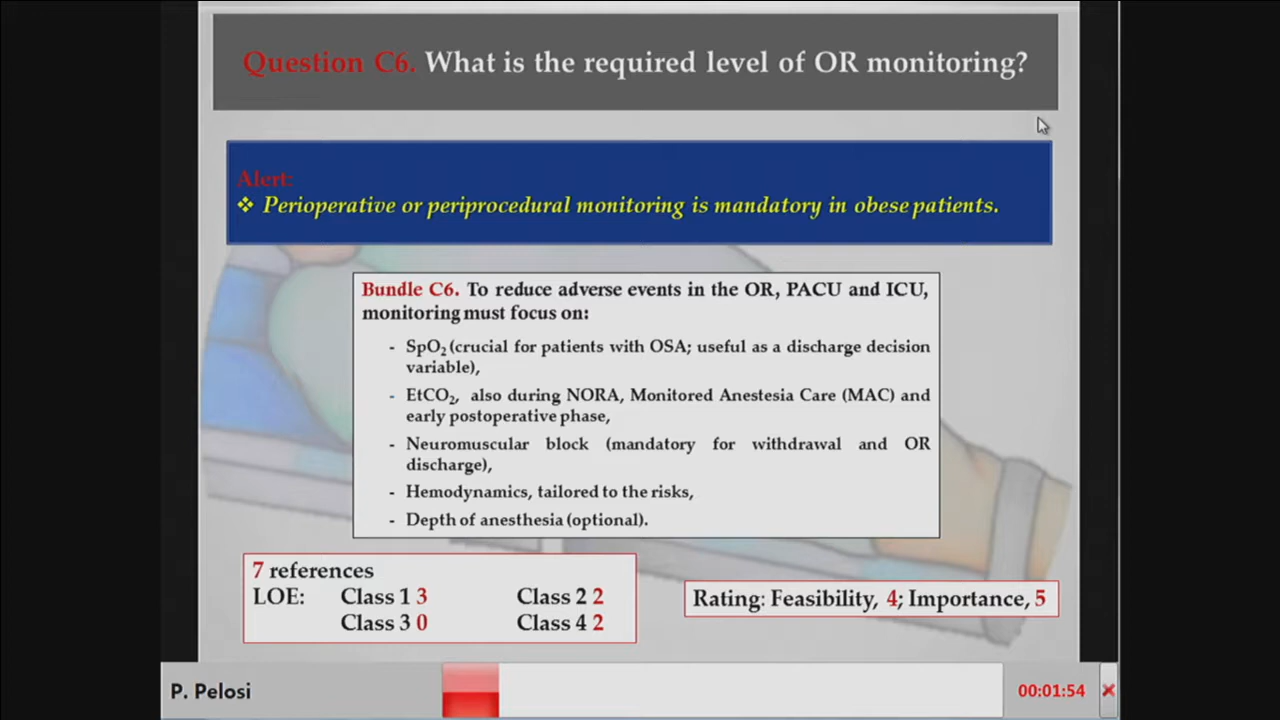 Question C6. What is the required level of OR monitoring?
Alert:
❖ Perioperative or periprocedural monitoring is mandatory in obese patients.
Bundle C6. To reduce adverse events in the OR, PACU and ICU,
monitoring must focus on:
- SpO₂ (crucial for patients with OSA; useful as a discharge decision
variable),
- EtCO₂, also during NORA, Monitored Anestesia Care (MAC) and
early postoperative phase,
- Neuromuscular block (mandatory for withdrawal and OR
discharge),
- Hemodynamics, tailored to the risks,
- Depth of anesthesia (optional).
7 references
LOE: Class 1 3 Class 2 2
Class 3 0 Class 4 2
Rating: Feasibility, 4; Importance, 5
P. Pelosi
00:01:54